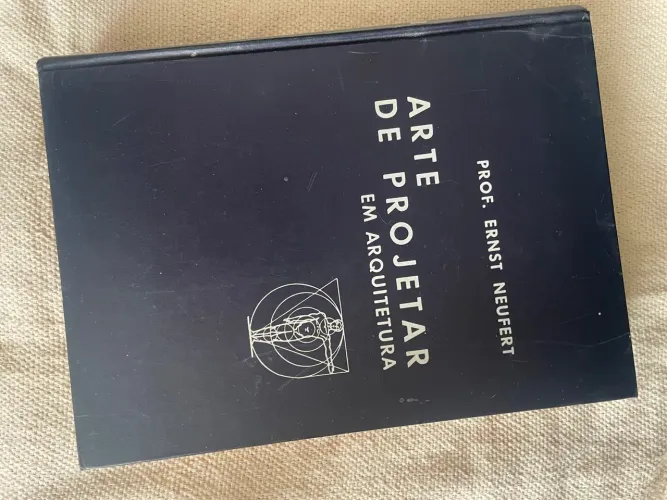 PROF. ERNST NEUFERT
ARTE
DE PROJETAR
EM ARQUITETURA